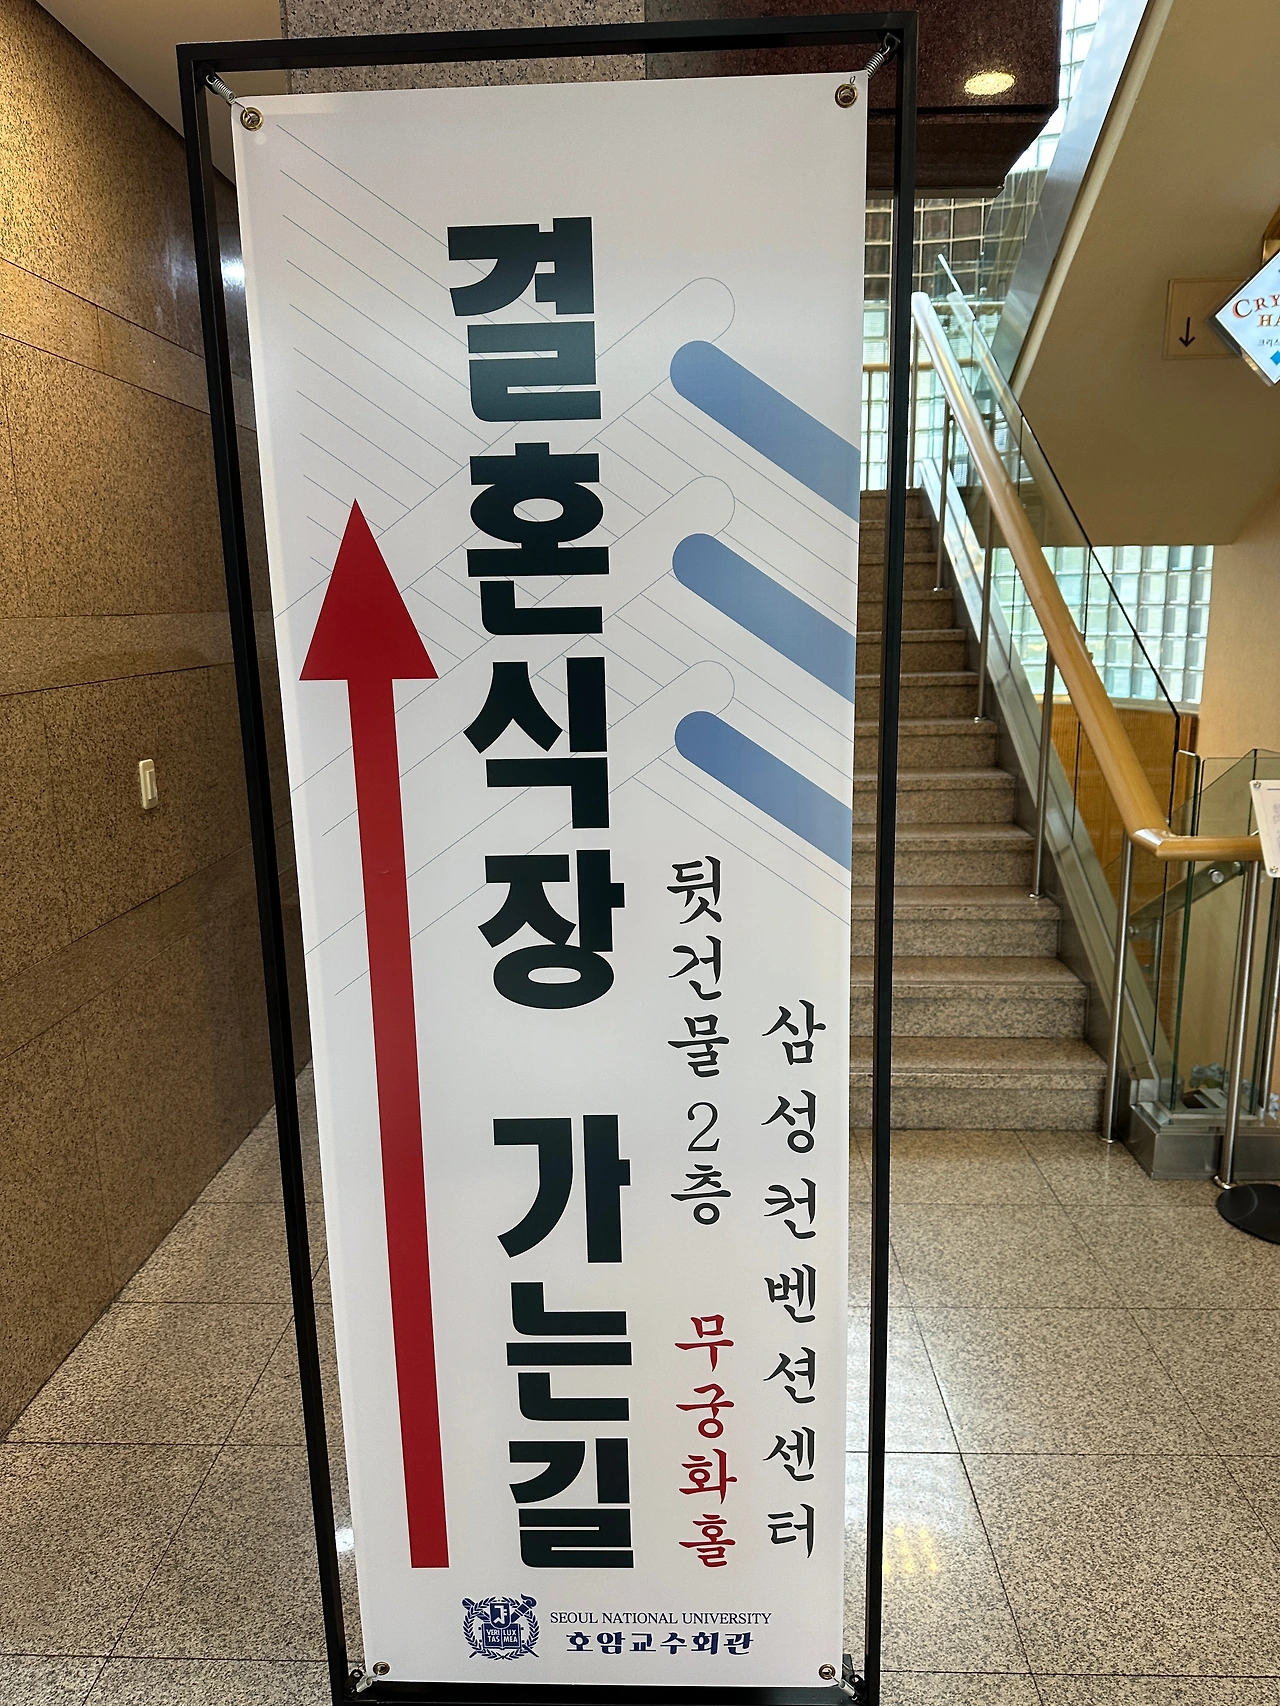 결혼식장 가는길
뒷건물 2층 무궁화홀
삼성컨벤션센터
VERI LUX
TAS MEA
SEOUL NATIONAL UNIVERSITY
호암교수회관